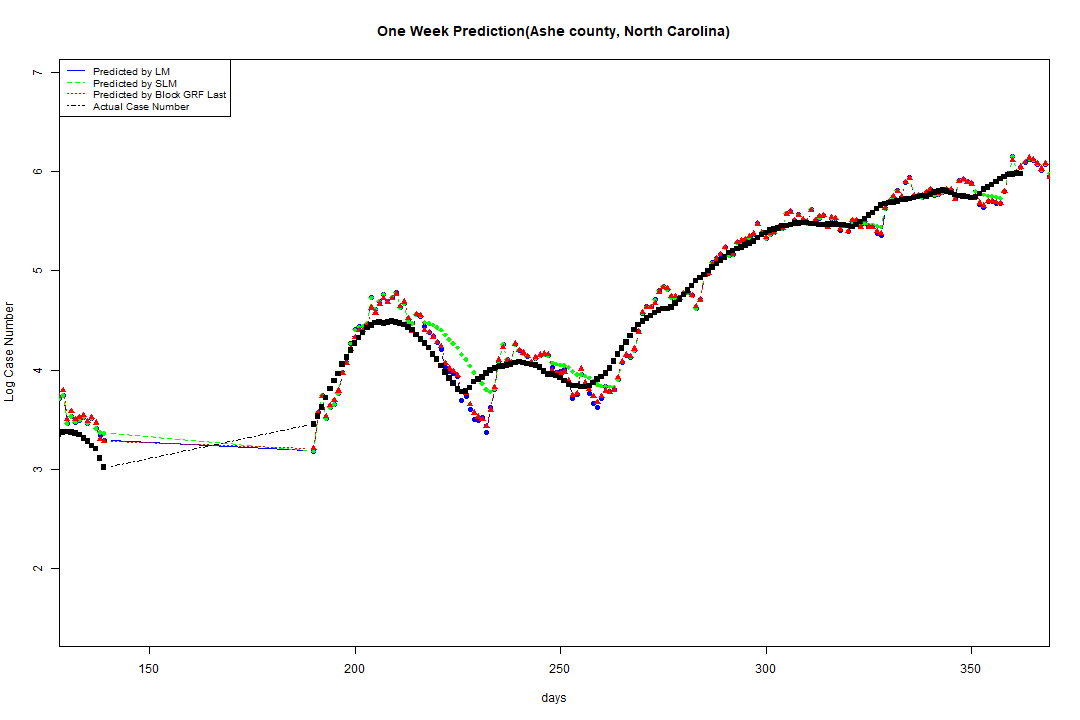 One Week Prediction(Ashe county, North Carolina)
Predicted by LM
Predicted by SLM
Predicted by Block GRF Last
Actual Case Number
7
6
5
4
3
2
Log Case Number
150 200 250 300 350
days